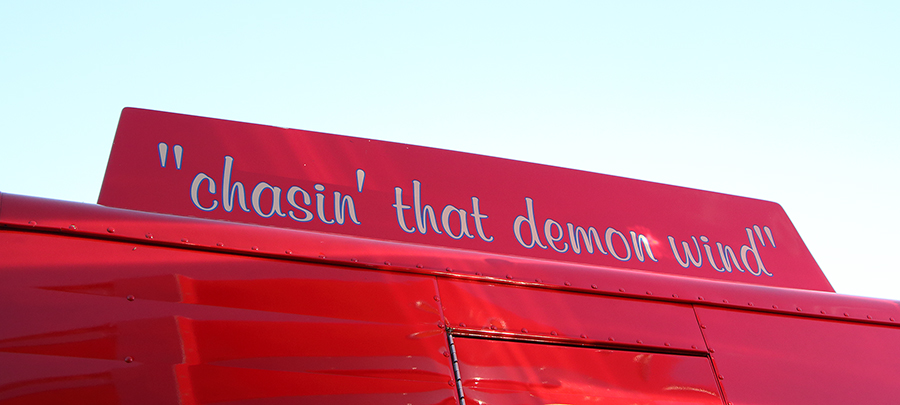 "chasin' that demon wind"